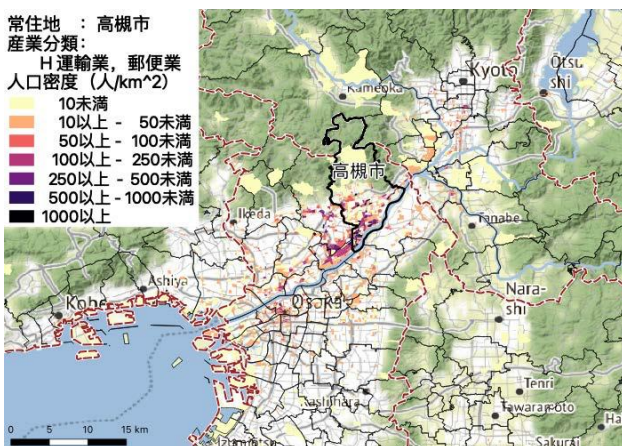 常住地 ：高槻市
産業分類：
H 運輸業，郵便業
人口密度（人/km^2）
10未満
10以上 - 50未満
50以上 - 100未満
100以上 - 250未満
250以上 - 500未満
500以上 - 1000未満
1000以上
Kyoto
Otsu-
shi
Kameoka
高槻市
Ikeda
Tanabe
Ashiya
Nara-
shi
Kobe
Osaka
Tenri
Kashihara
Tawaramoto
Ha
Izumiotsu
Sakurai
0 5 10 15 km